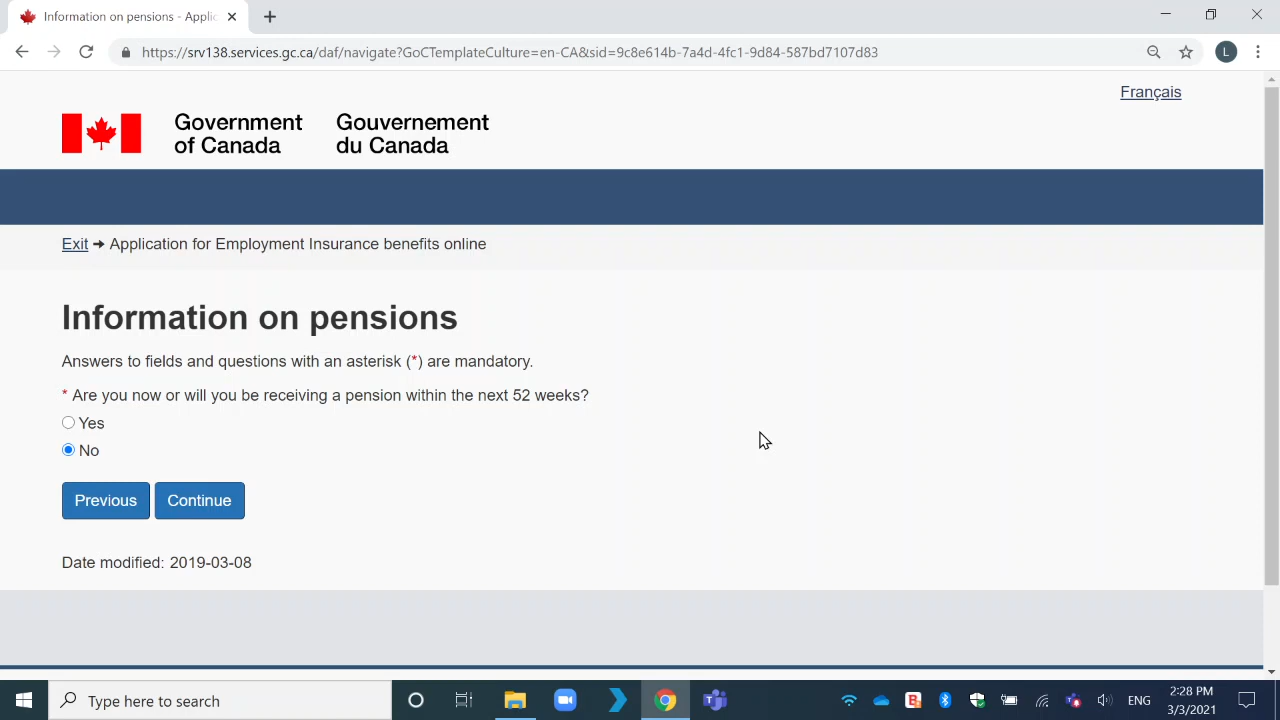 Information on pensions - Applic
https://srv138.services.gc.ca/daf/navigate?GoCTemplateCulture=en-CA&sid=9c8e614b-7a4d-4fc1-9d84-587bd7107d83
L
Français
Government Gouvernement
of Canada du Canada
Exit → Application for Employment Insurance benefits online
Information on pensions
Answers to fields and questions with an asterisk (*) are mandatory.
* Are you now or will you be receiving a pension within the next 52 weeks?
Yes
No
Previous Continue
Date modified: 2019-03-08
Type here to search
B
ENG
2:28 PM
3/3/2021